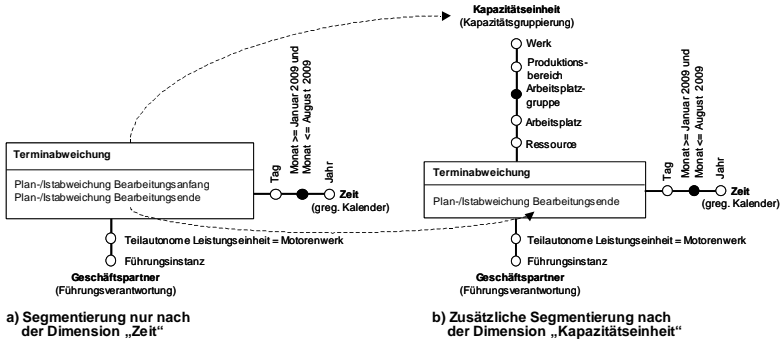 Kapazitätseinheit
(Kapazitätsgruppierung)
Werk
Produktions-
bereich
Arbeitsplatz-
gruppe
Arbeitsplatz
Ressource
Terminabweichung
Plan-/Istabweichung Bearbeitungsanfang
Plan-/Istabweichung Bearbeitungsende
Tag
Monat >= Januar 2009 und
Monat <= August 2009
Jahr
Zeit
(greg. Kalender)
Teilautonome Leistungseinheit = Motorenwerk
Führungsinstanz
Geschäftspartner
(Führungsverantwortung)
Terminabweichung
Plan-/Istabweichung Bearbeitungsende
Tag
Monat >= Januar 2009 und
Monat <= August 2009
Jahr
Zeit
(greg. Kalender)
Teilautonome Leistungseinheit = Motorenwerk
Führungsinstanz
Geschäftspartner
(Führungsverantwortung)
a) Segmentierung nur nach
der Dimension „Zeit“
b) Zusätzliche Segmentierung nach
der Dimension „Kapazitätseinheit“